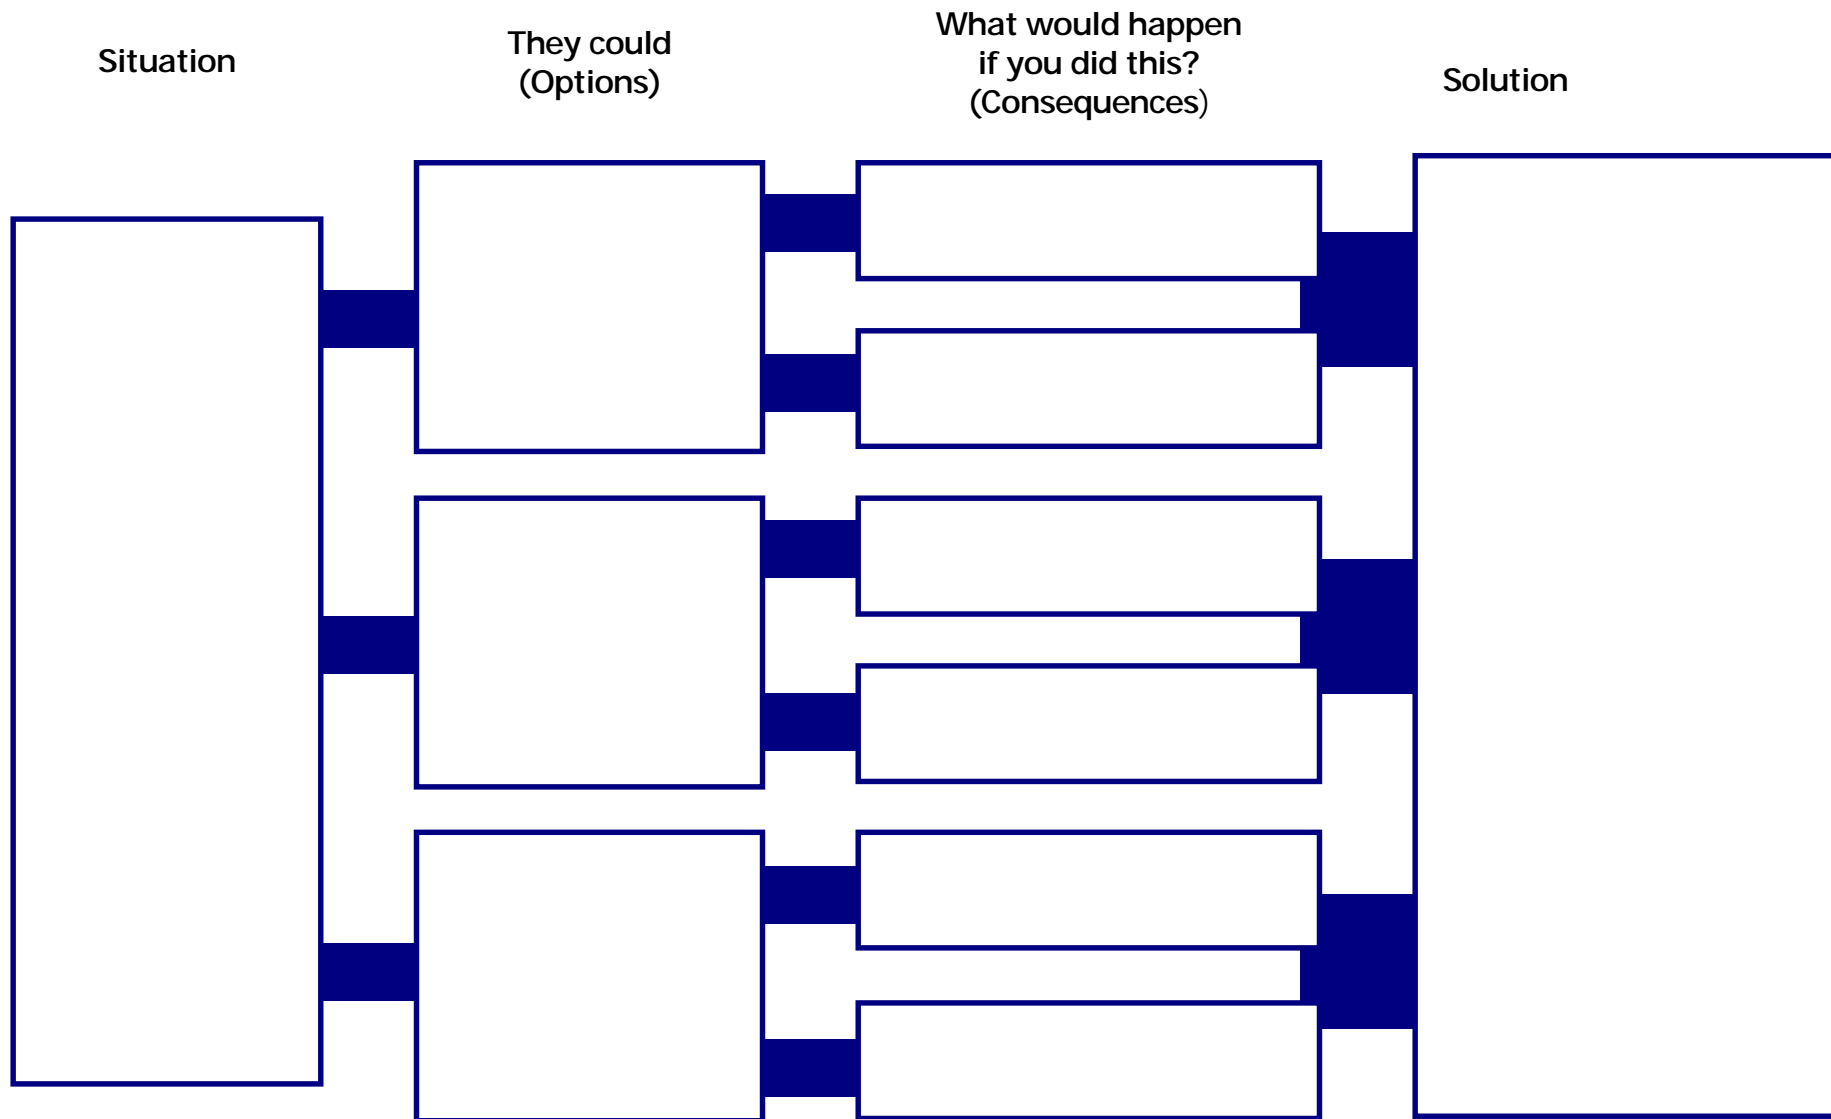 Situation
They could
(Options)
What would happen
if you did this?
(Consequences)
Solution